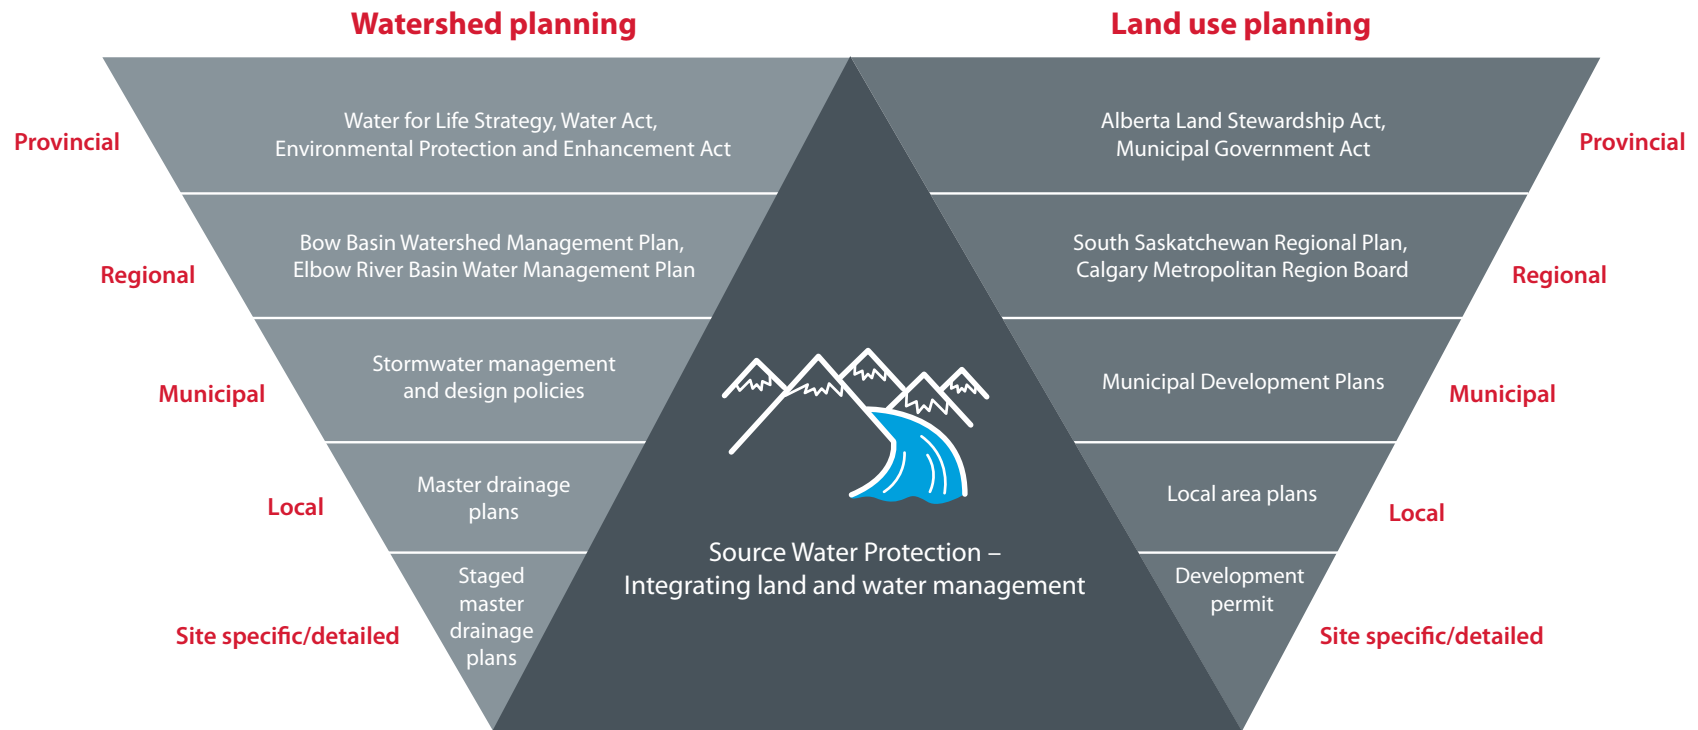 Watershed planning
Land use planning
Provincial
Water for Life Strategy, Water Act,
Environmental Protection and Enhancement Act
Alberta Land Stewardship Act,
Municipal Government Act
Provincial
Regional
Bow Basin Watershed Management Plan,
Elbow River Basin Water Management Plan
South Saskatchewan Regional Plan,
Calgary Metropolitan Region Board
Regional
Municipal
Stormwater management
and design policies
Municipal Development Plans
Municipal
Local
Master drainage
plans
Local area plans
Local
Source Water Protection –
Integrating land and water management
Site specific/detailed
Staged
master
drainage
plans
Development
permit
Site specific/detailed